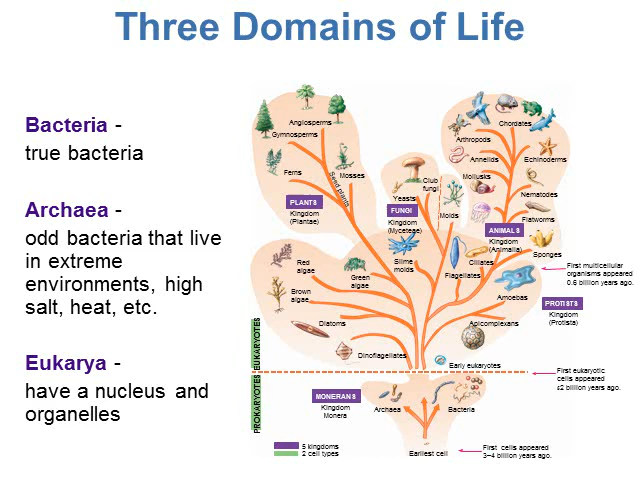 Three Domains of Life
Bacteria -
true bacteria
Archaea -
odd bacteria that live
in extreme
environments, high
salt, heat, etc.
Eukarya -
have a nucleus and
organelles
Angiosperms
Gymnosperms
Ferns
Mosses
Seed plants
PLANTS
Kingdom
(Plantae)
Club
fungi
Yeasts
Molds
FUNGI
Kingdom
(Myceteae)
Chordates
Arthropods
Annelids
Echinoderms
Mollusks
Nematodes
Flatworms
ANIMALS
Kingdom
(Animalia)
Sponges
Slime
molds
Ciliates
Flagellates
Red
algae
Green
algae
Brown
algae
Amoebas
First multicellular
organisms appeared
0.6 billion years ago.
PROTISTS
Kingdom
(Protista)
Diatoms
Apicomplexans
Dinoflagellates
Early eukaryotes
EUKARYOTES
PROKARYOTES
First eukaryotic
cells appeared
±2 billion years ago.
MONERANS
Kingdom
Monera
Archaea
Bacteria
5 kingdoms
2 cell types
Earliest cell
First cells appeared
3–4 billion years ago.